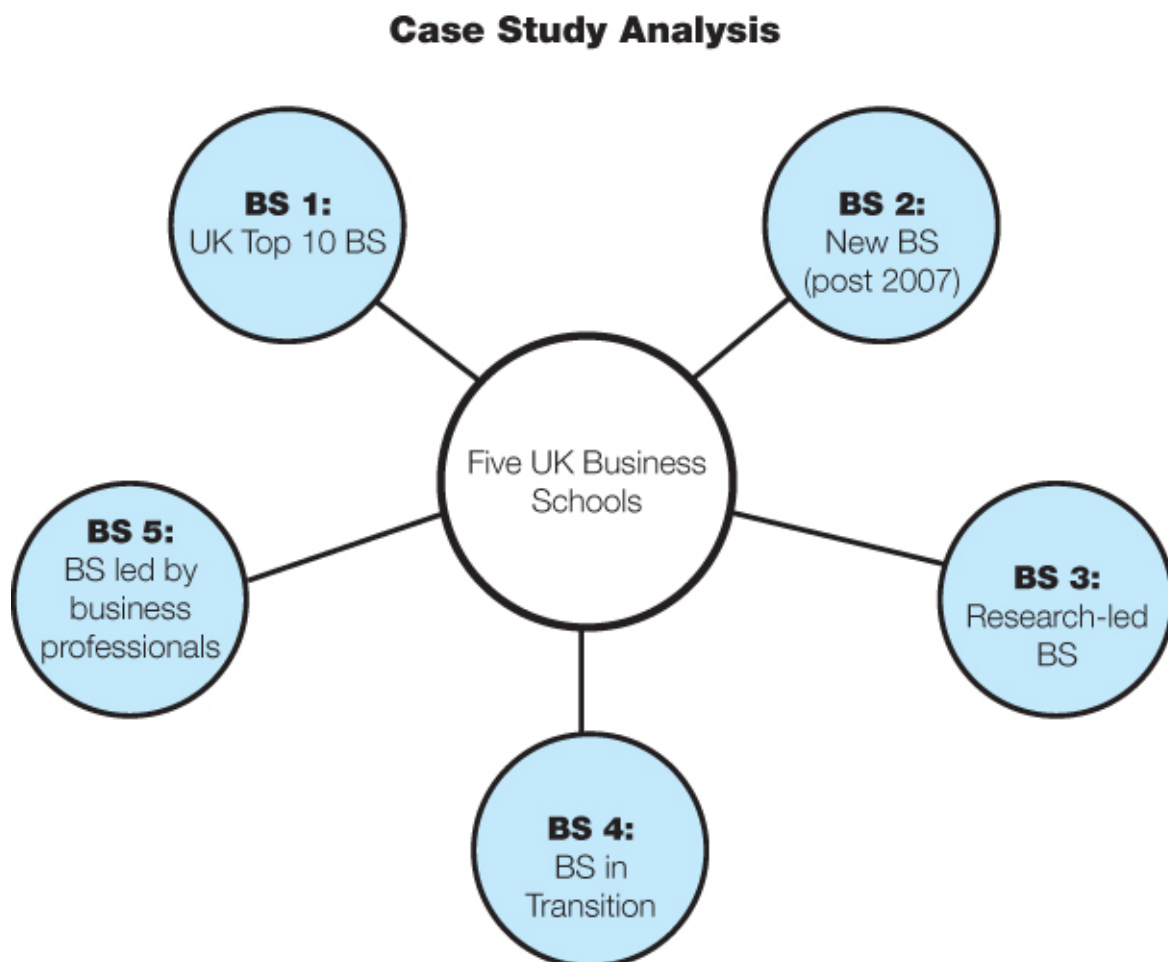 Case Study Analysis
BS 1:
UK Top 10 BS
BS 2:
New BS
(post 2007)
Five UK Business
Schools
BS 5:
BS led by
business
professionals
BS 3:
Research-led
BS
BS 4:
BS in
Transition